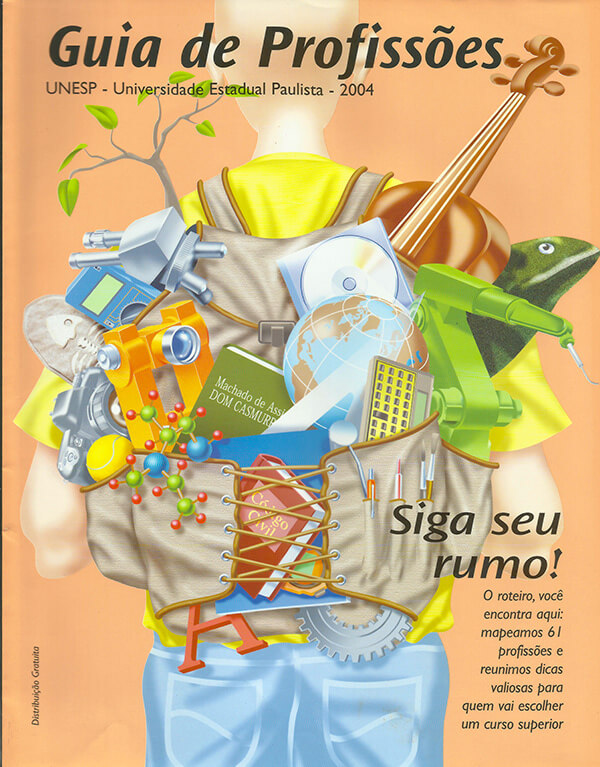 Guia de Profissões
UNESP - Universidade Estadual Paulista - 2004
Machado de Assis
DOM CASMURRO
Código
Civil
Siga seu
rumo!
O roteiro, você
encontra aqui:
mapeamos 61
profissões e
reunimos dicas
valiosas para
quem vai escolher
um curso superior
Distribuição Gratuita